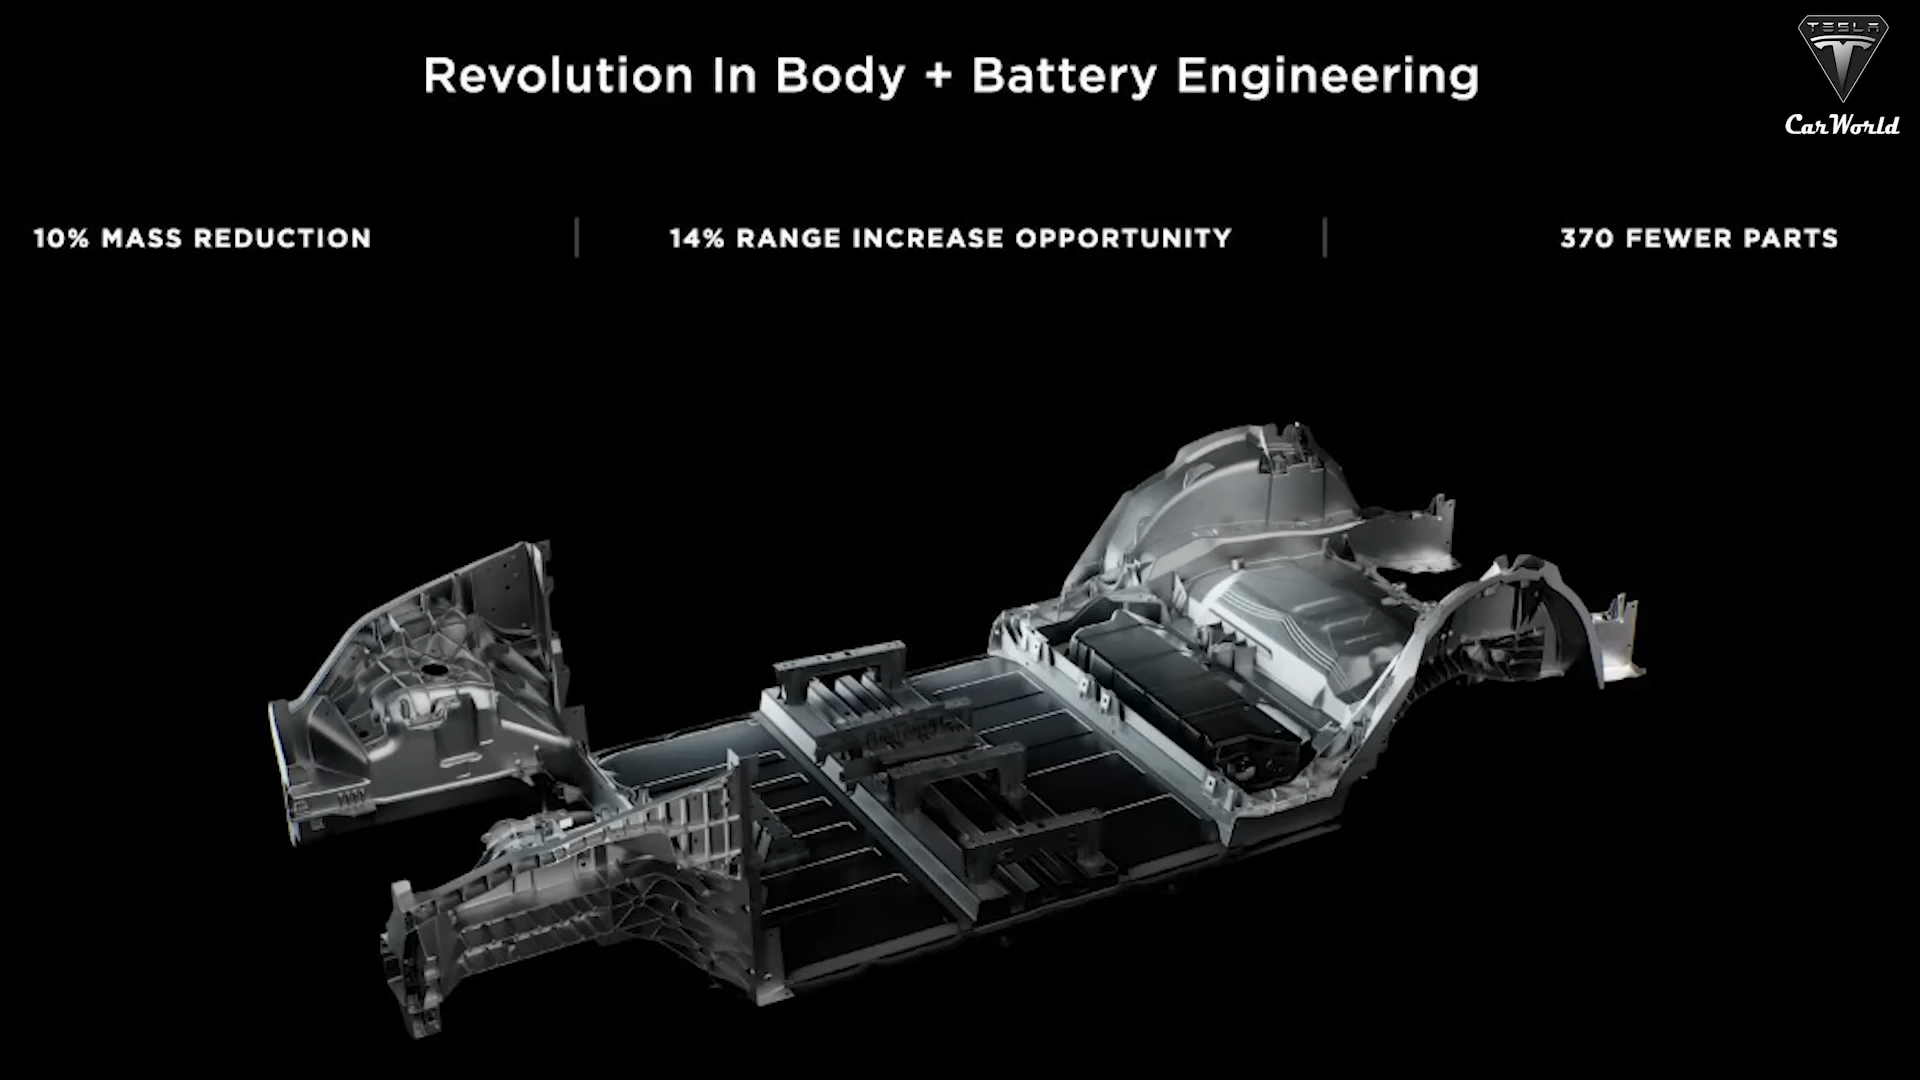 Revolution In Body + Battery Engineering
TESLA
CarWorld
10% MASS REDUCTION
14% RANGE INCREASE OPPORTUNITY
370 FEWER PARTS